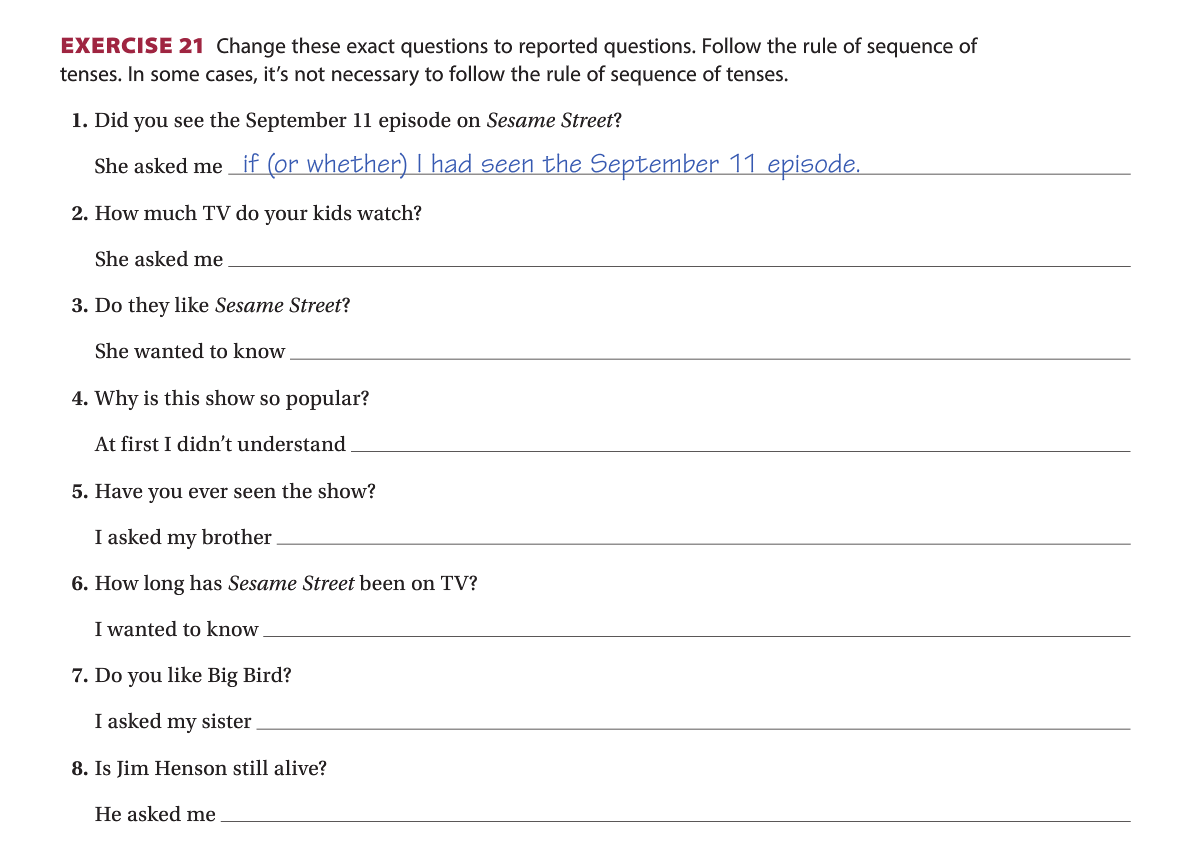 EXERCISE 21 Change these exact questions to reported questions. Follow the rule of sequence of
tenses. In some cases, it's not necessary to follow the rule of sequence of tenses.
1. Did you see the September 11 episode on Sesame Street?
She asked me if (or whether) I had seen the September 11 episode.
2. How much TV do your kids watch?
She asked me
3. Do they like Sesame Street?
She wanted to know
4. Why is this show so popular?
At first I didn't understand
5. Have you ever seen the show?
I asked my brother
6. How long has Sesame Street been on TV?
I wanted to know
7. Do you like Big Bird?
I asked my sister
8. Is Jim Henson still alive?
He asked me